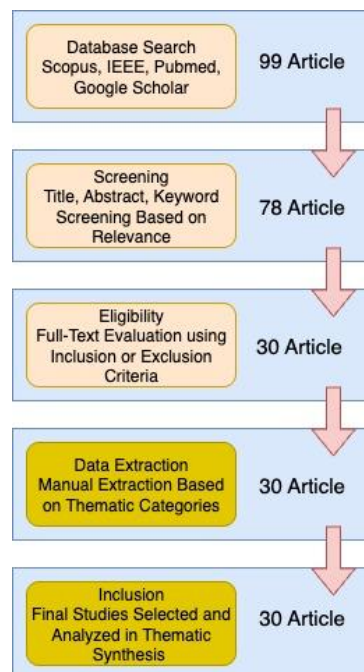 Database Search
Scopus, IEEE, Pubmed,
Google Scholar
99 Article
Screening
Title, Abstract, Keyword
Screening Based on
Relevance
78 Article
Eligibility
Full-Text Evaluation using
Inclusion or Exclusion
Criteria
30 Article
Data Extraction
Manual Extraction Based
on Thematic Categories
30 Article
Inclusion
Final Studies Selected and
Analyzed in Thematic
Synthesis
30 Article